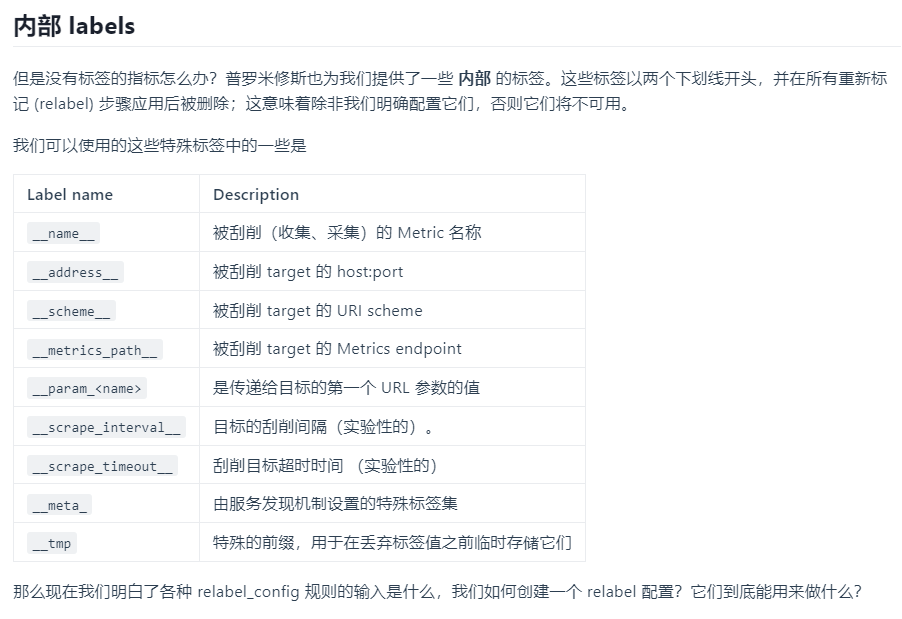 内部 labels
但是没有标签的指标怎么办？普罗米修斯也为我们提供了一些 内部 的标签。这些标签以两个下划线开头，并在所有重新标
记 (relabel) 步骤应用后被删除；这意味着除非我们明确配置它们，否则它们将不可用。
我们可以使用的这些特殊标签中的一些是
Label name Description
__name__ 被刮削（收集、采集）的 Metric 名称
__address__ 被刮削 target 的 host:port
__scheme__ 被刮削 target 的 URI scheme
__metrics_path__ 被刮削 target 的 Metrics endpoint
__param_<name> 是传递给目标的第一个 URL 参数的值
__scrape_interval__ 目标的刮削间隔（实验性的）。
__scrape_timeout__ 刮削目标超时时间 （实验性的）
__meta_ 由服务发现机制设置的特殊标签集
__tmp 特殊的前缀，用于在丢弃标签值之前临时存储它们
那么现在我们明白了各种 relabel_config 规则的输入是什么，我们如何创建一个 relabel 配置？它们到底能用来做什么？